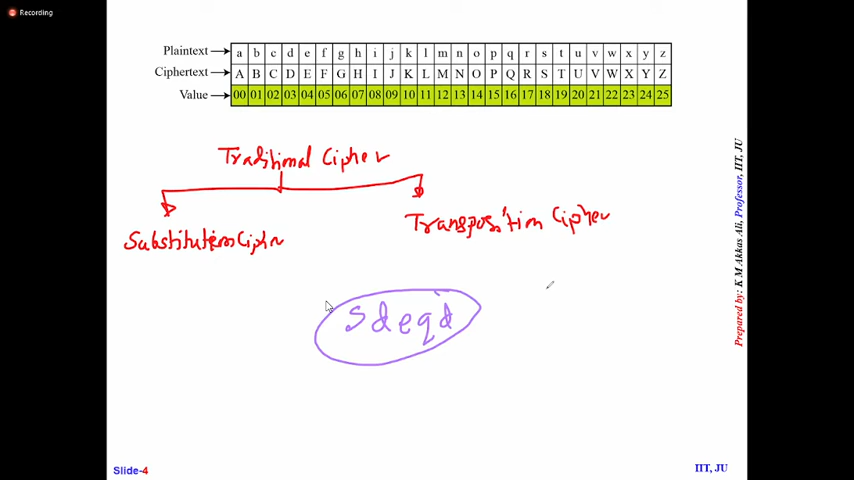 Recording
Plaintext a b c d e f g h i j k l m n o p q r s t u v w x y z
Ciphertext A B C D E F G H I J K L M N O P Q R S T U V W X Y Z
Value 00 01 02 03 04 05 06 07 08 09 10 11 12 13 14 15 16 17 18 19 20 21 22 23 24 25
Traditional Cipher
Substitution Cipher
Transposition Cipher
sdeqd
Prepared by: K M Akkas Ali, Professor, IIT, JU
Slide-4
IIT, JU